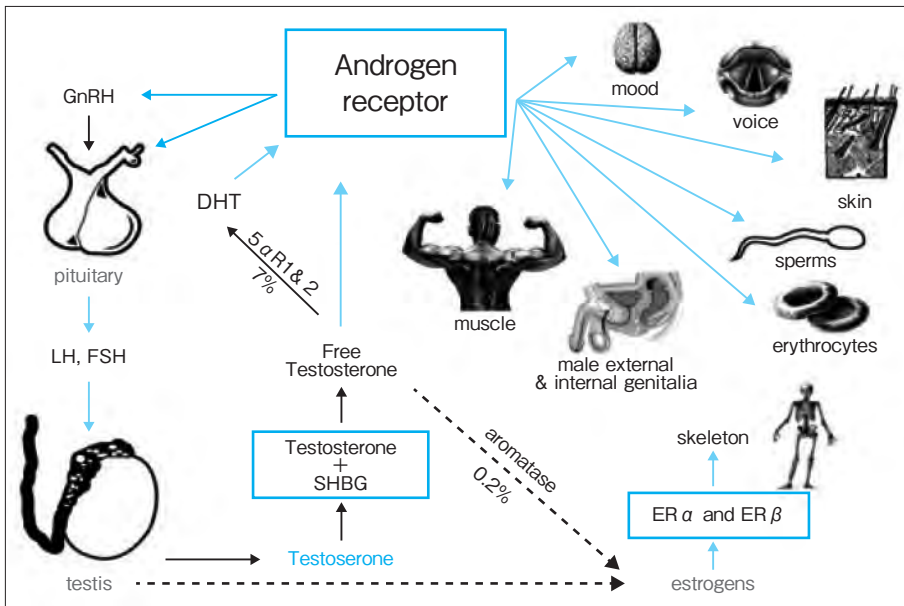 Androgen
receptor
GnRH
pituitary
LH, FSH
testis
DHT
5αR1&2
7%
Free
Testosterone
Testosterone
+
SHBG
Testoserone
aromatase
0.2%
mood
voice
skin
sperms
erythrocytes
muscle
male external
& internal genitalia
skeleton
ERα and ERβ
estrogens